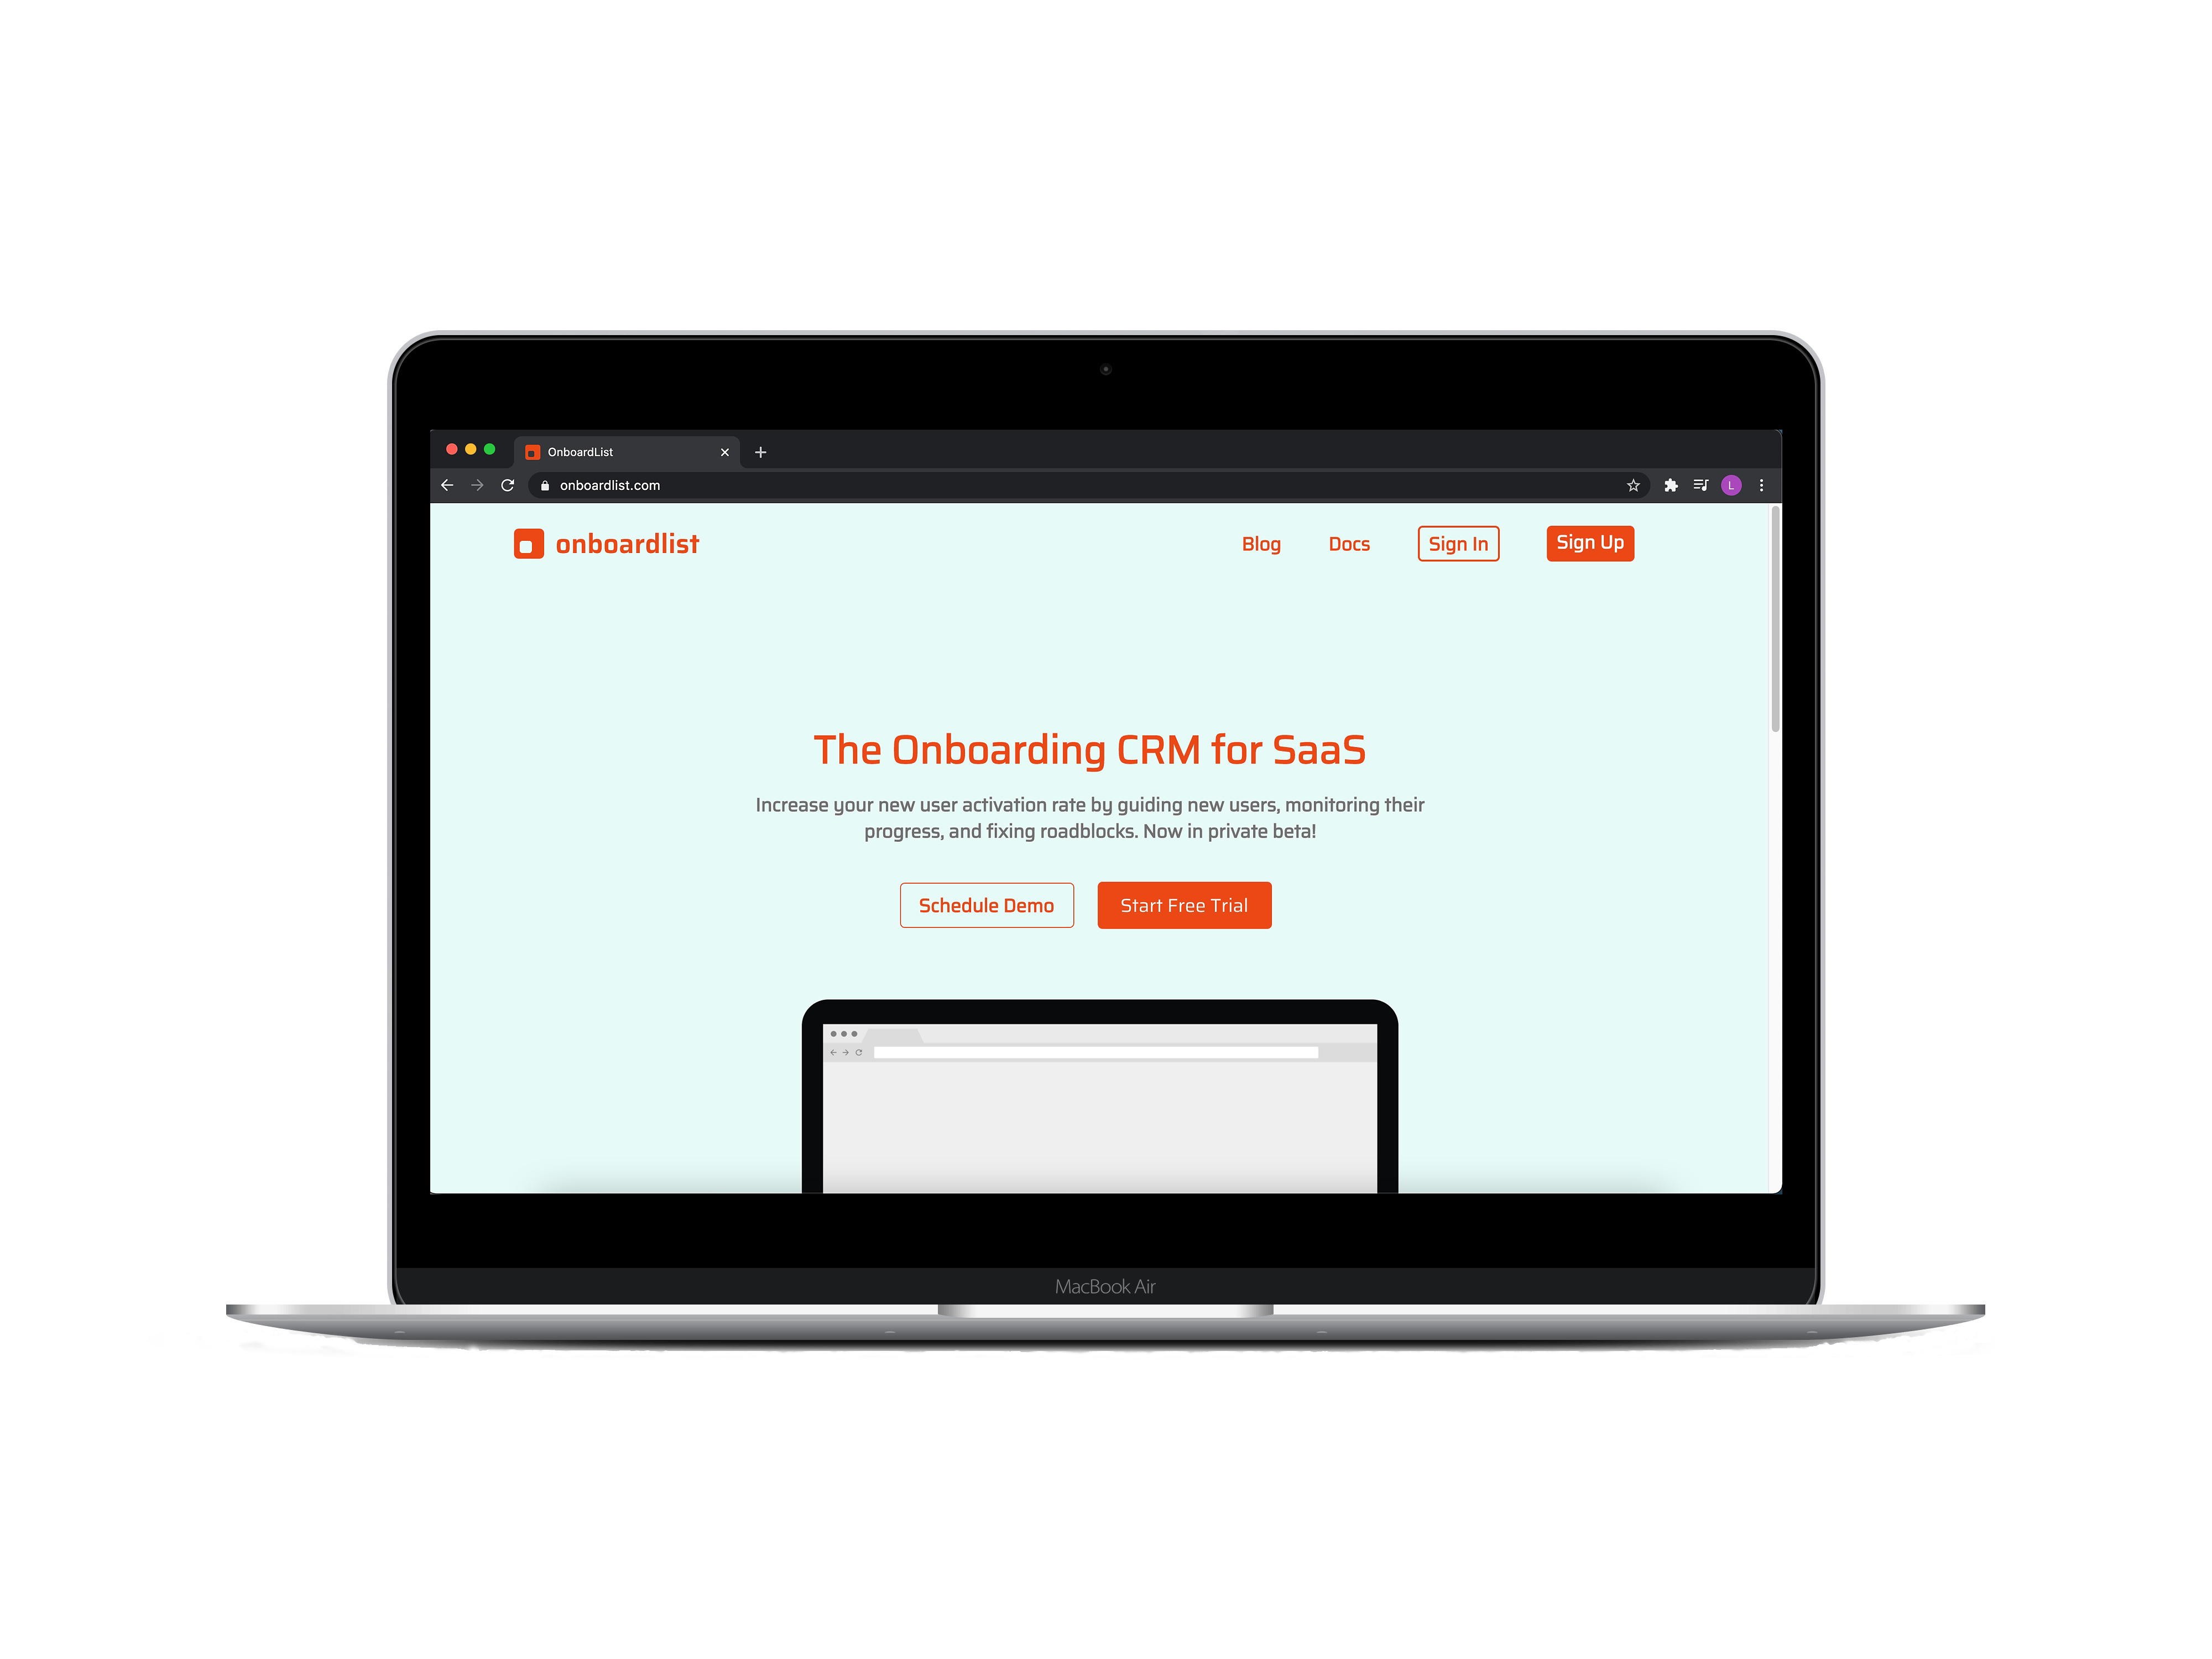 OnboardList
onboardlist.com
L
onboardlist
Blog
Docs
Sign In
Sign Up
The Onboarding CRM for SaaS
Increase your new user activation rate by guiding new users, monitoring their
progress, and fixing roadblocks. Now in private beta!
Schedule Demo
Start Free Trial
MacBook Air